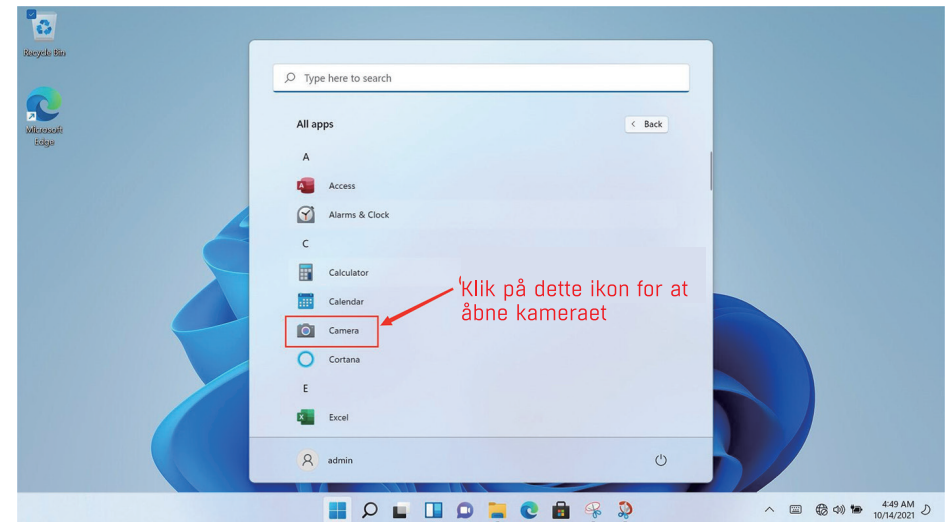 Recycle Bin
Microsoft
Edge
Type here to search
All apps
< Back
A
Access
Alarms & Clock
C
Calculator
Calendar
Camera
Cortana
E
Excel
admin
Klik på dette ikon for at
åbne kameraet
4:49 AM
10/14/2021